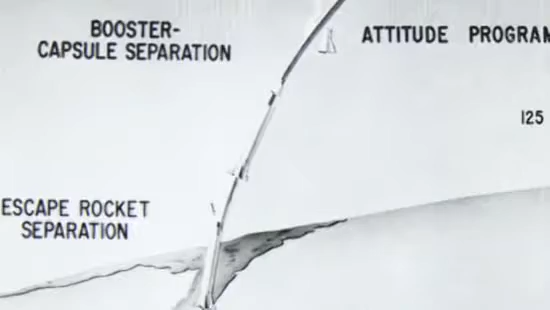 BOOSTER-
CAPSULE SEPARATION
ATTITUDE PROGRAM
125
ESCAPE ROCKET
SEPARATION